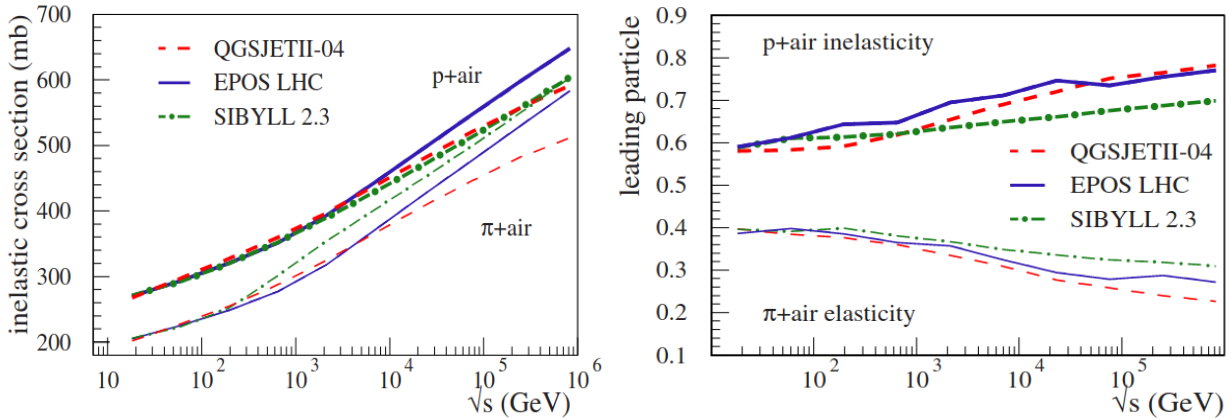 inelastic cross section (mb)
700
600
500
400
300
200
QGSJETII-04
EPOS LHC
SIBYLL 2.3
p+air
π+air
10
10²
10³
10⁴
10⁵
10⁶
√s (GeV)
leading particle
0.9
0.8
0.7
0.6
0.5
0.4
0.3
0.2
0.1
p+air inelasticity
QGSJETII-04
EPOS LHC
SIBYLL 2.3
π+air elasticity
10²
10³
10⁴
10⁵
√s (GeV)